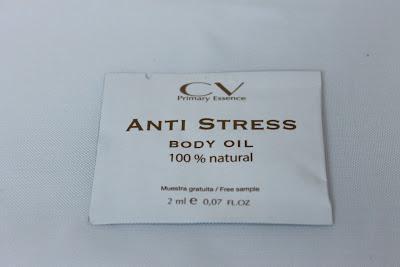 CV
Primary Essence
ANTI STRESS
BODY OIL
100 % natural
Muestra gratuita / Free sample
2 ml e 0,07 FL.OZ